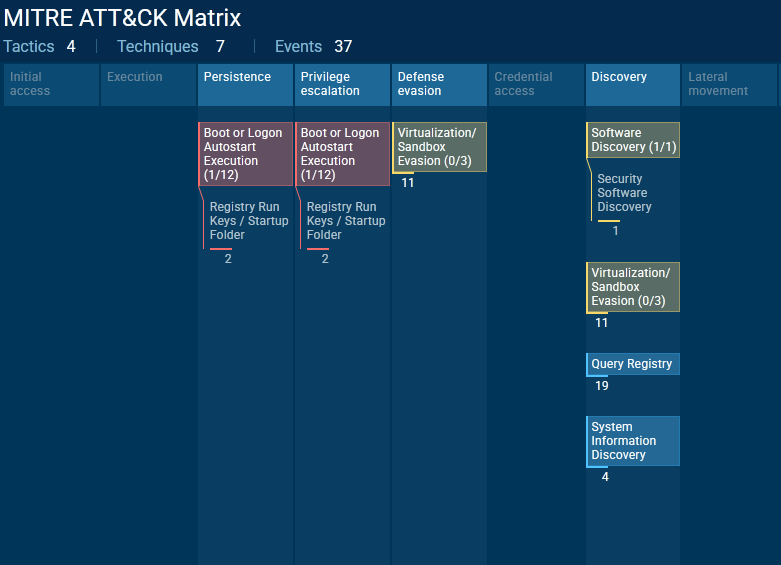 MITRE ATT&CK Matrix
Tactics 4 | Techniques 7 | Events 37
Initial
access
Execution
Persistence
Privilege
escalation
Defense
evasion
Credential
access
Discovery
Lateral
movement
Boot or Logon
Autostart
Execution
(1/12)
Registry Run
Keys / Startup
Folder
2
Boot or Logon
Autostart
Execution
(1/12)
Registry Run
Keys / Startup
Folder
2
Virtualization/
Sandbox
Evasion (0/3)
11
Software
Discovery (1/1)
Security
Software
Discovery
1
Virtualization/
Sandbox
Evasion (0/3)
11
Query Registry
19
System
Information
Discovery
4